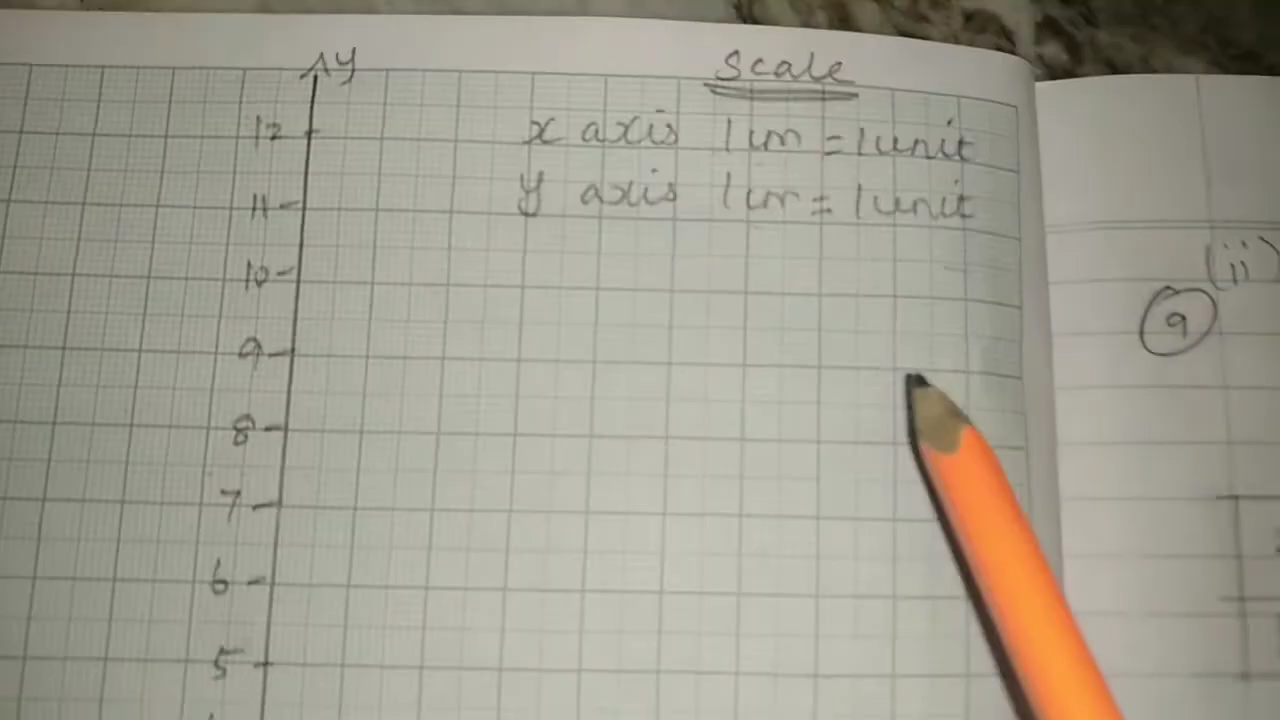 y
Scale
12
x axis 1cm = 1unit
11
y axis 1cm = 1unit
10
(ii)
9
9
8
7
6
5